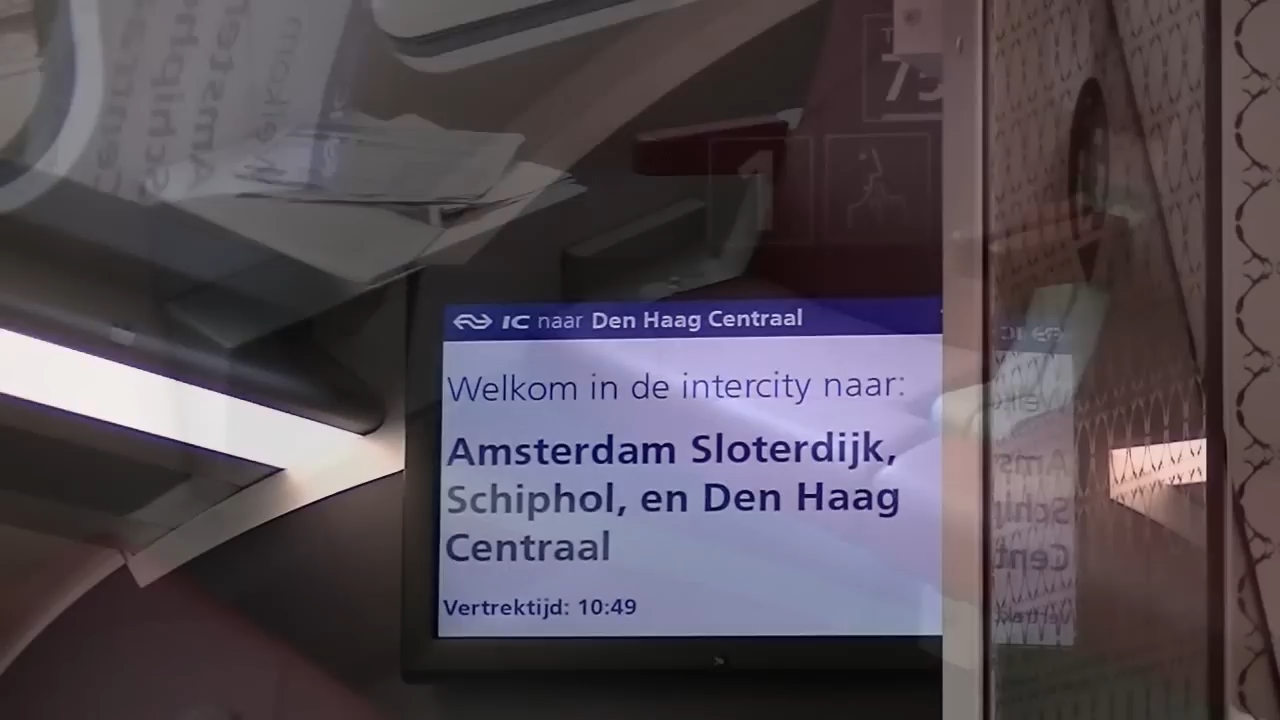 IC naar Den Haag Centraal
Welkom in de intercity naar:
Amsterdam Sloterdijk,
Schiphol, en Den Haag
Centraal
Vertrektijd: 10:49
1